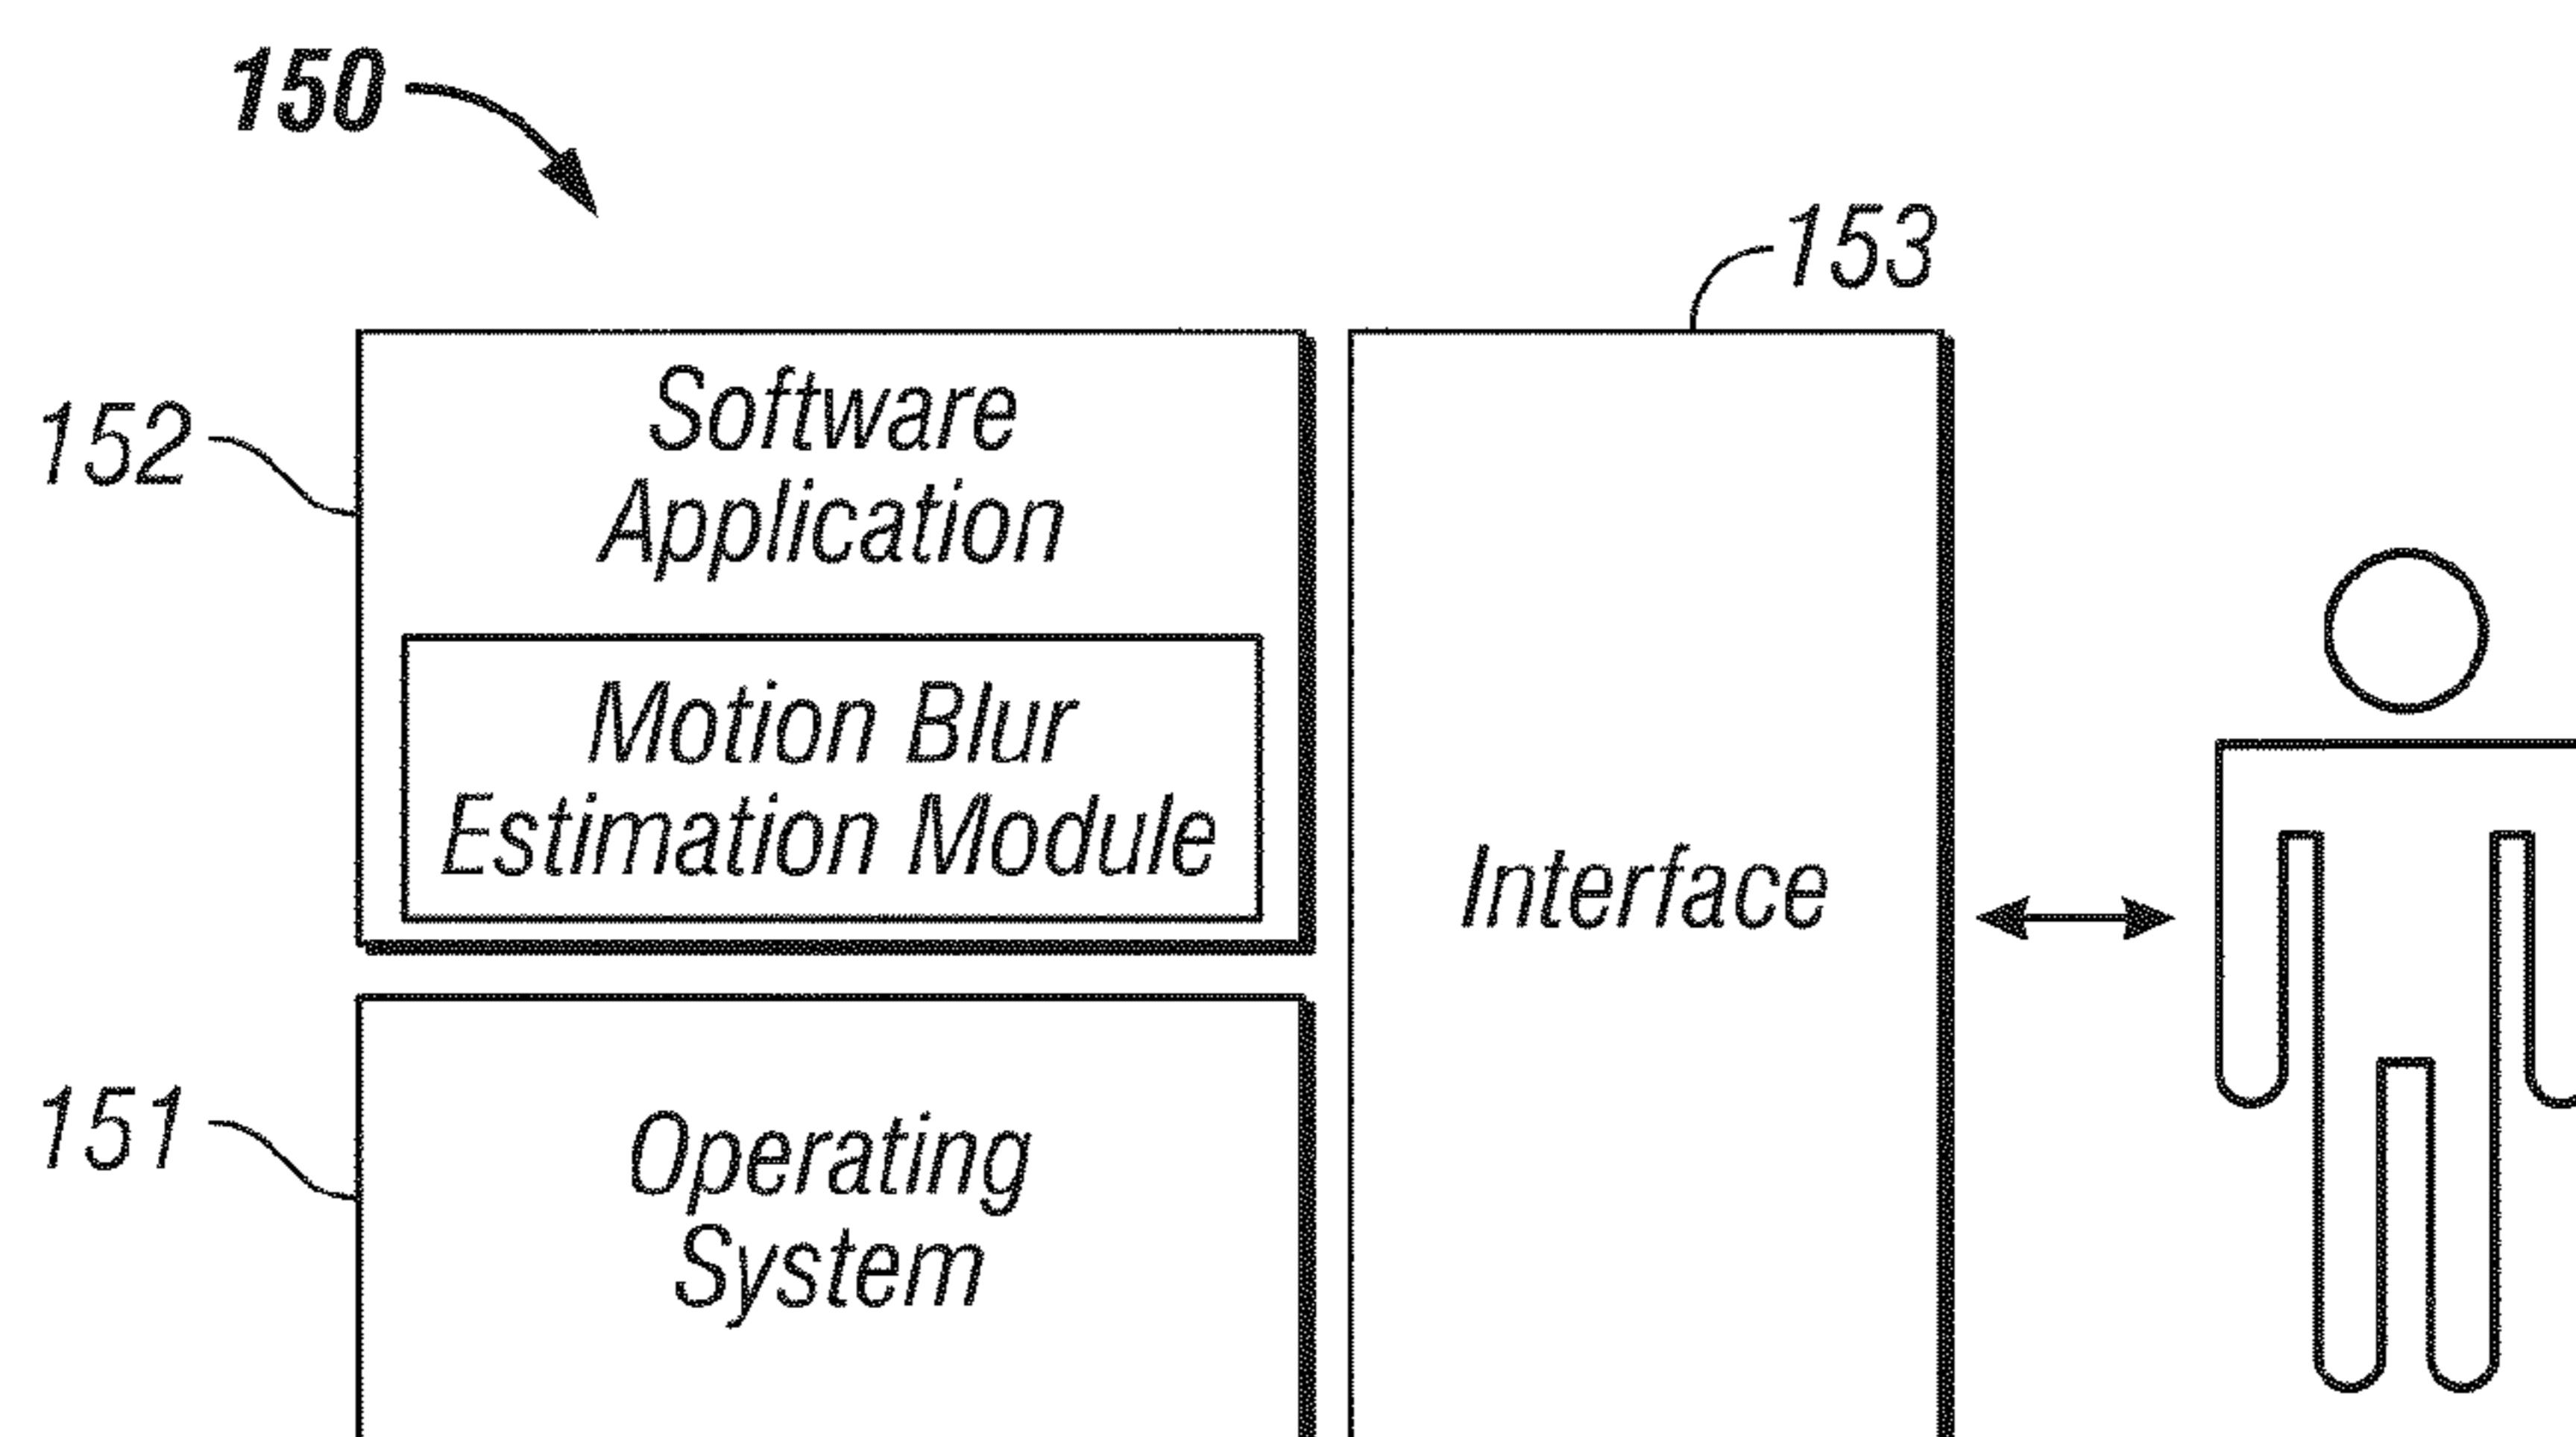 150
153
152
Software
Application
Motion Blur
Estimation Module
Interface
151
Operating
System